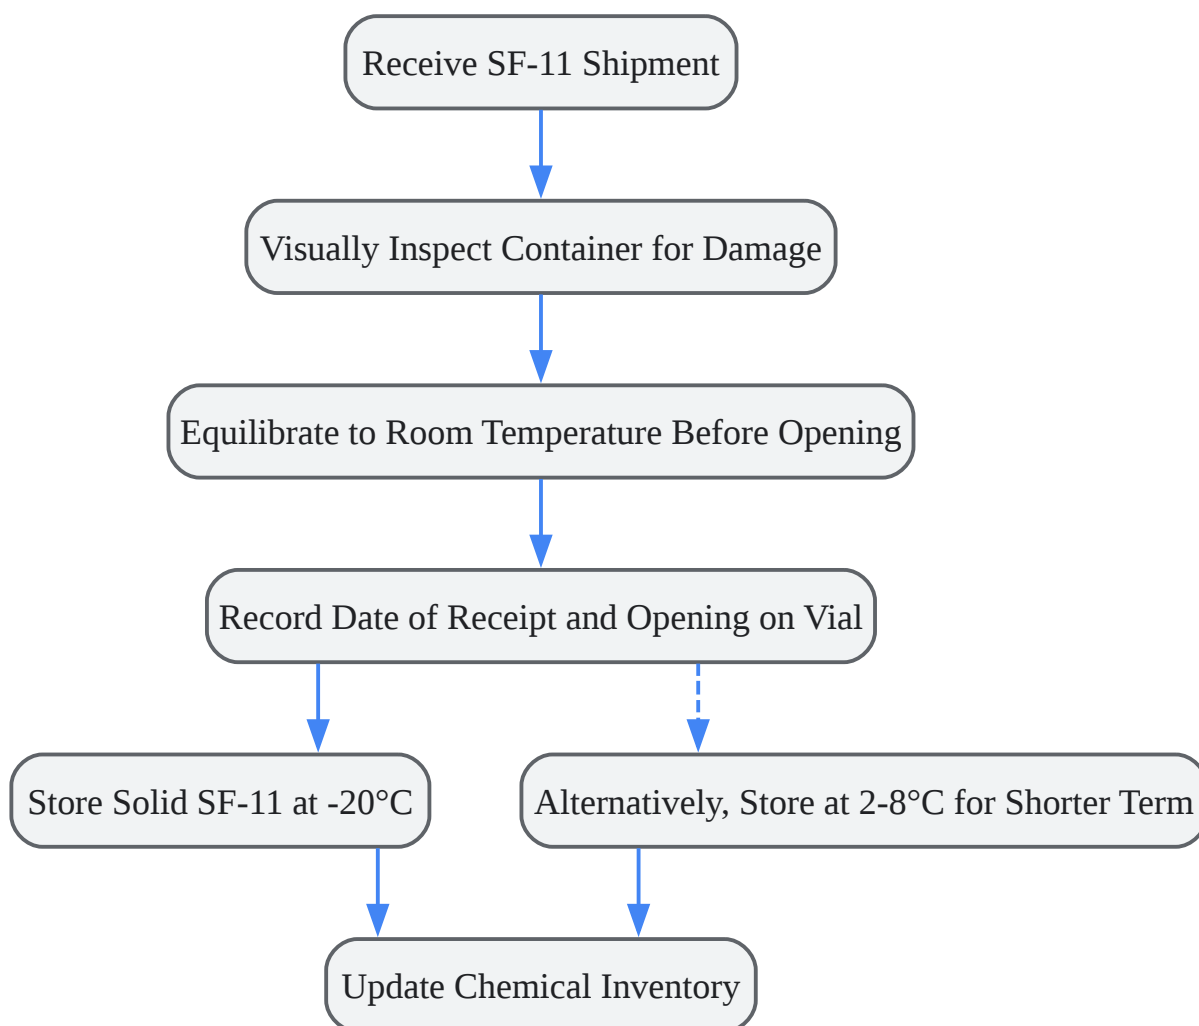 Receive SF-11 Shipment
Visually Inspect Container for Damage
Equilibrate to Room Temperature Before Opening
Record Date of Receipt and Opening on Vial
Store Solid SF-11 at -20°C
Alternatively, Store at 2-8°C for Shorter Term
Update Chemical Inventory